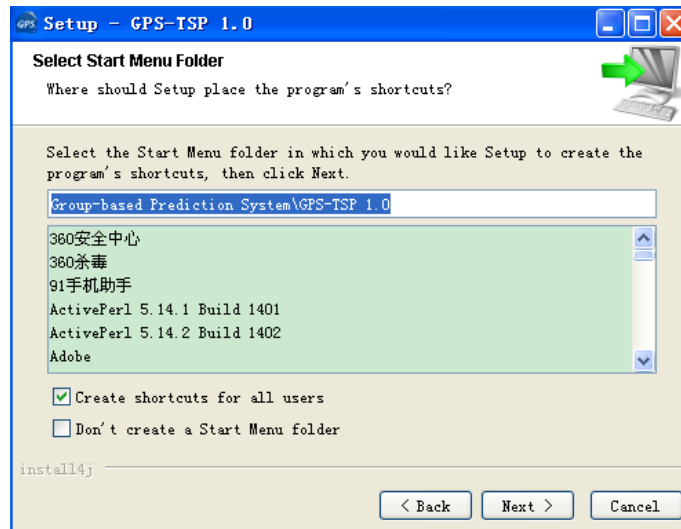 GPS Setup - GPS-TSP 1.0
Select Start Menu Folder
Where should Setup place the program's shortcuts?
Select the Start Menu folder in which you would like Setup to create the
program's shortcuts, then click Next.
Group-based Prediction System\GPS-TSP 1.0
360安全中心
360杀毒
91手机助手
ActivePerl 5.14.1 Build 1401
ActivePerl 5.14.2 Build 1402
Adobe
Create shortcuts for all users
Don't create a Start Menu folder
install4j
< Back Next > Cancel